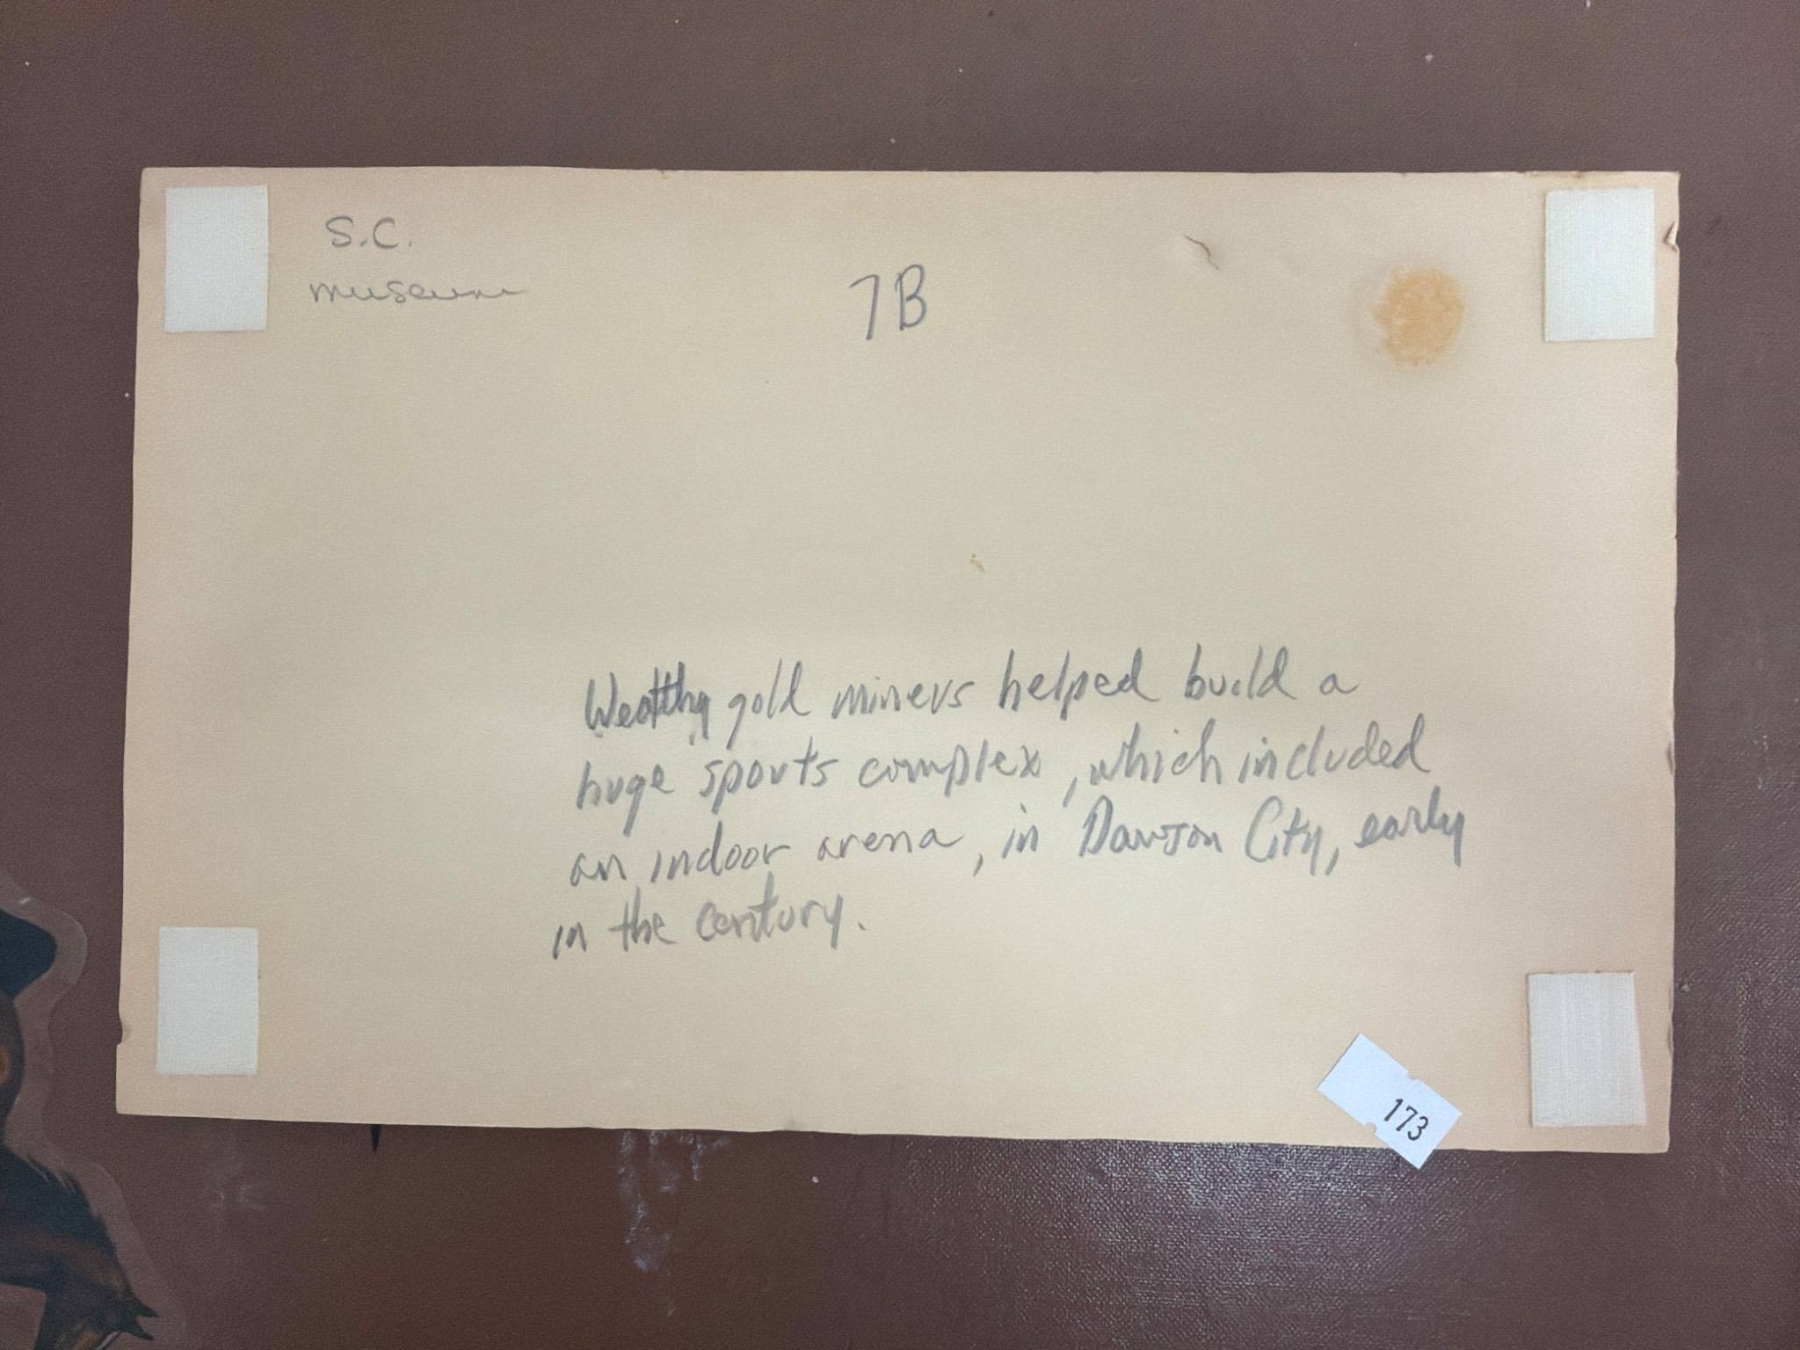 S.C.
museum
7B
Wealthy gold miners helped build a
huge sports complex, which included
an indoor arena, in Dawson City, early
in the century.
173